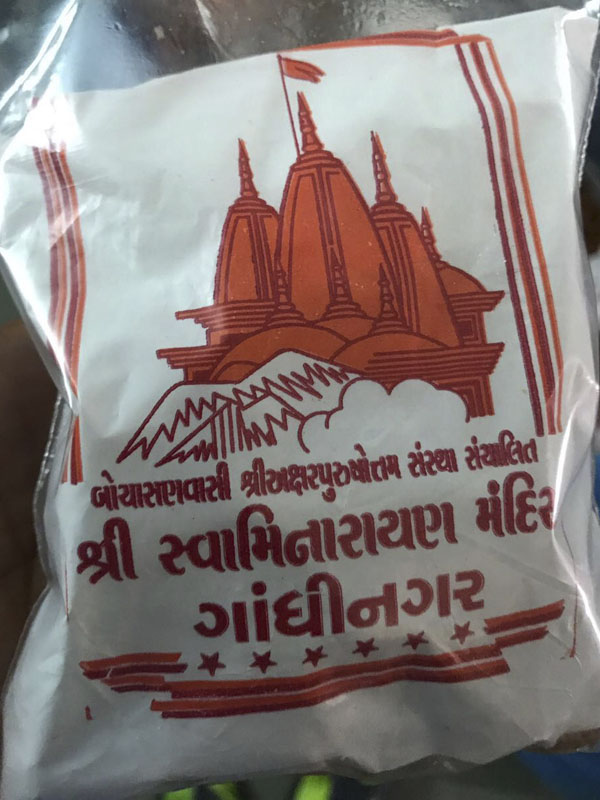 બોચાસણવાસી શ્રીઅક્ષરપુરુષોત્તમ સંસ્થા સંચાલિત
શ્રી સ્વામિનારાયણ મંદિર
ગાંધીનગર